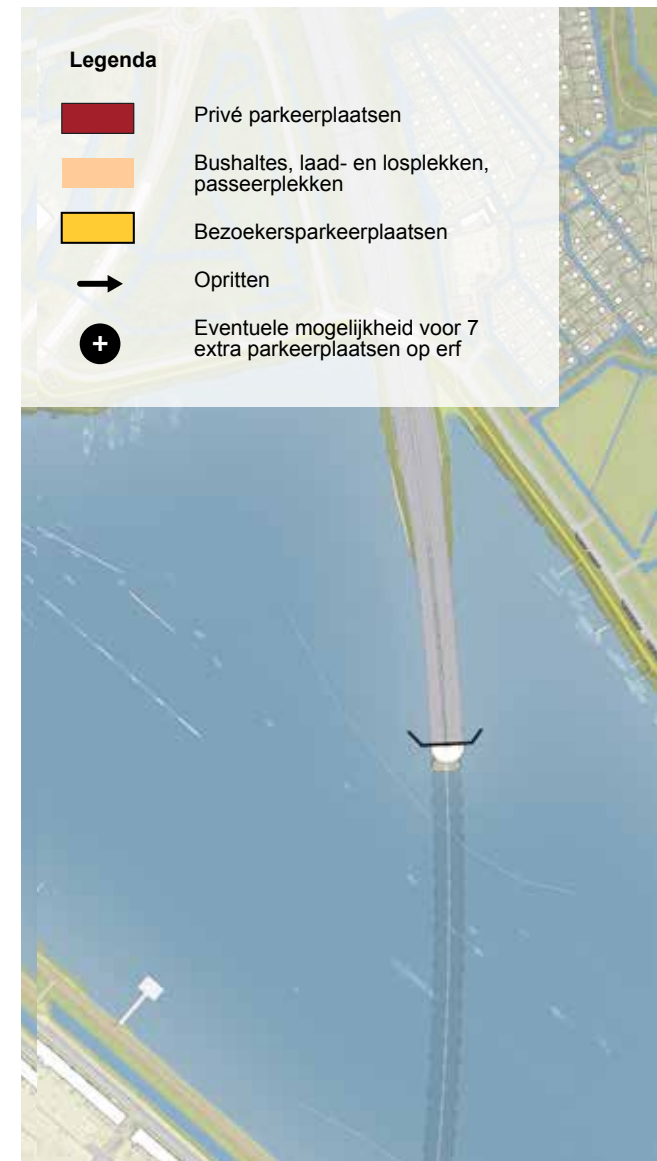 Legenda
Privé parkeerplaatsen
Bushaltes, laad- en losplekken,
passeerplekken
Bezoekersparkeerplaatsen
Opritten
+ Eventuele mogelijkheid voor 7
extra parkeerplaatsen op erf